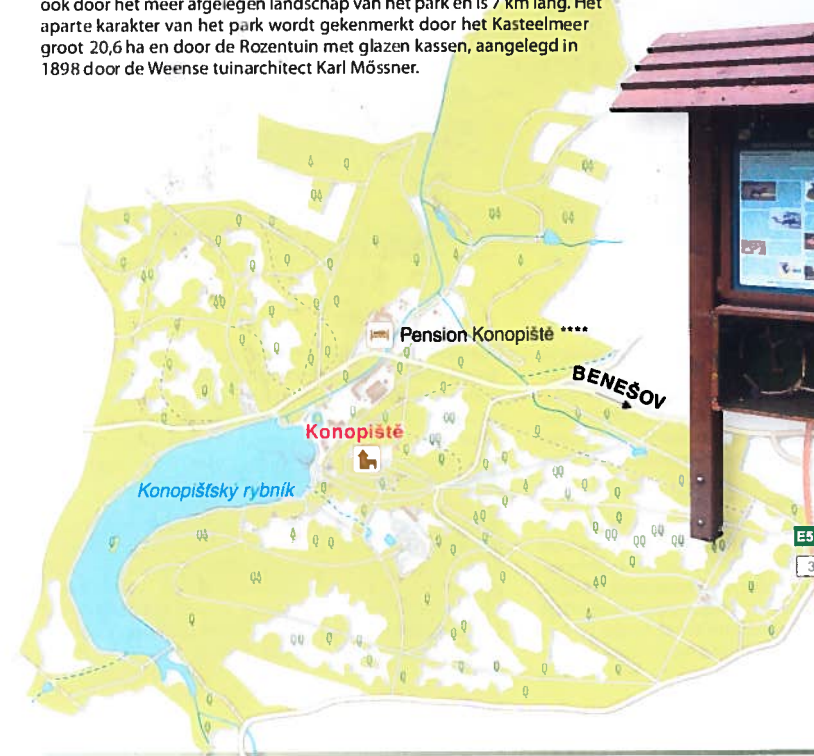 ook door het meer afgelegen landschap van het park en is 7 km lang. Het
aparte karakter van het park wordt gekenmerkt door het Kasteelmeer
groot 20,6 ha en door de Rozentuin met glazen kassen, aangelegd in
1898 door de Weense tuinarchitect Karl Mőssner.
Pension Konopiště ****
BENEŠOV
Konopiště
Konopišťský rybník
E5
3